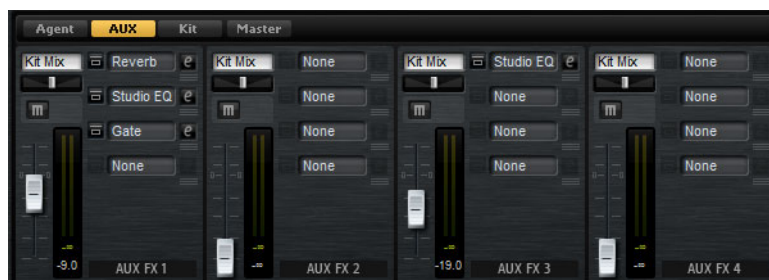 Agent AUX Kit Master
Kit Mix Reverb e Kit Mix None Kit Mix Studio EQ e Kit Mix None
Studio EQ e None None None
m Gate e m None m None m None
None None None None
-∞ -∞ -∞ -∞
-9.0 AUX FX 1 -∞ AUX FX 2 -19.0 AUX FX 3 -∞ AUX FX 4